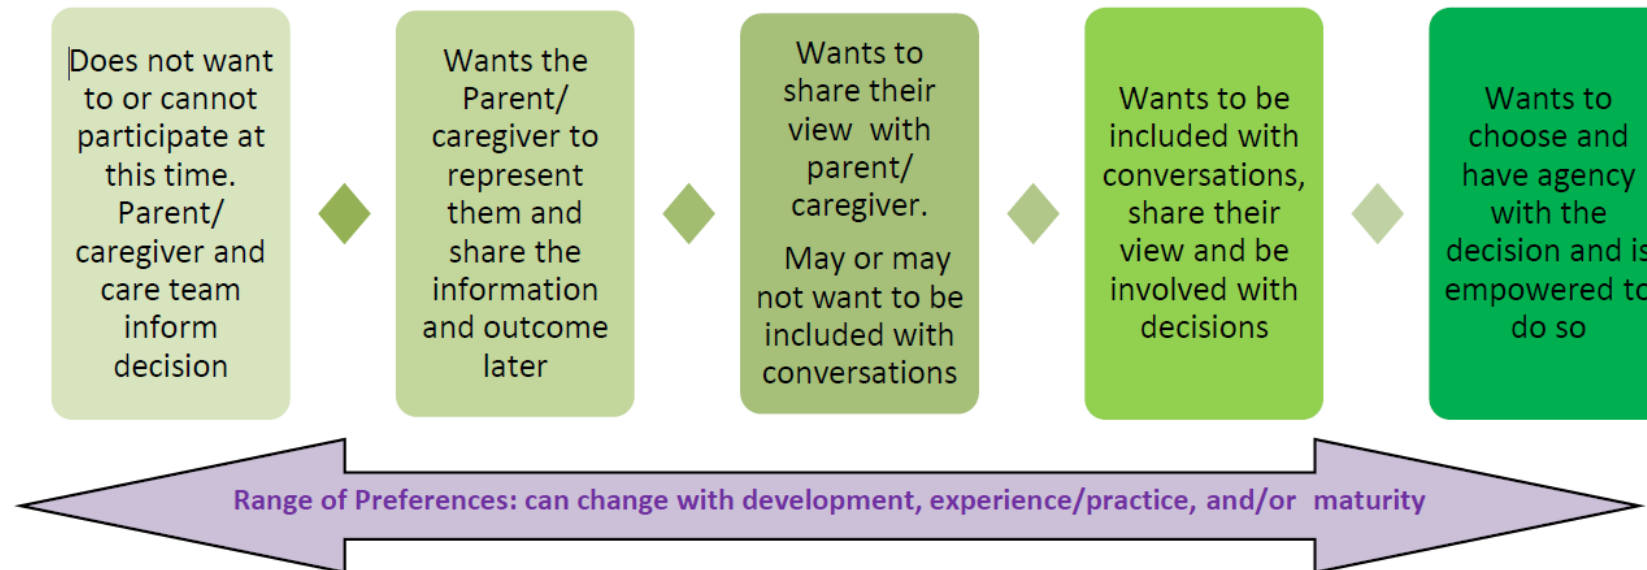 Does not want
to or cannot
participate at
this time.
Parent/
caregiver and
care team
inform
decision
Wants the
Parent/
caregiver to
represent
them and
share the
information
and outcome
later
Wants to
share their
view with
parent/
caregiver.
May or may
not want to be
included with
conversations
Wants to be
included with
conversations,
share their
view and be
involved with
decisions
Wants to
choose and
have agency
with the
decision and is
empowered to
do so
Range of Preferences: can change with development, experience/practice, and/or maturity